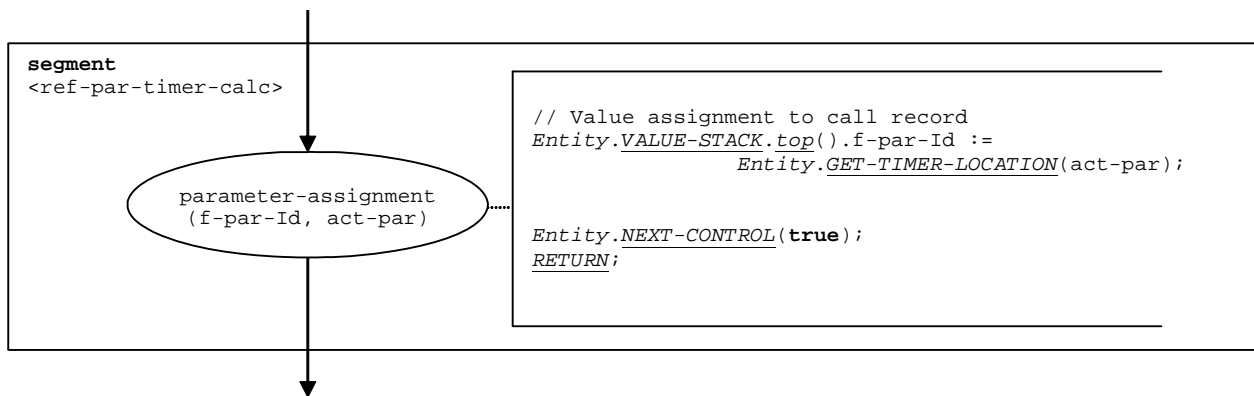 segment
<ref-par-timer-calc>
parameter-assignment
(f-par-Id, act-par)
// Value assignment to call record
Entity.VALUE-STACK.top().f-par-Id :=
Entity.GET-TIMER-LOCATION(act-par);
Entity.NEXT-CONTROL(true);
RETURN;